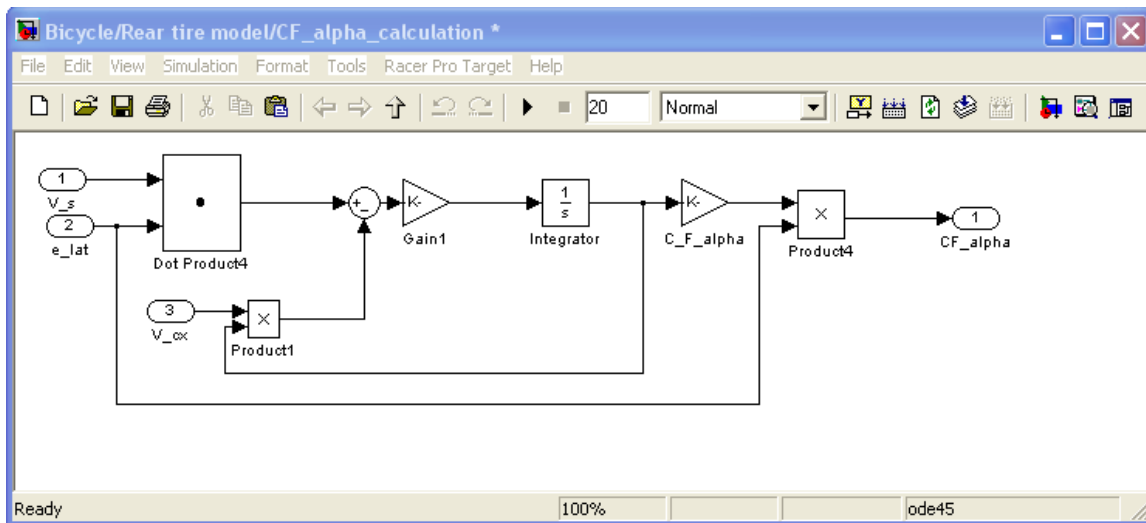 Bicycle/Rear tire model/CF_alpha_calculation *
File Edit View Simulation Format Tools Racer Pro Target Help
20 Normal
1
V_s
2
e_lat
Dot Product4
+
-
K-
Gain1
1
s
Integrator
K-
C_F_alpha
×
Product4
1
CF_alpha
3
V_cx
×
Product1
Ready 100% ode45